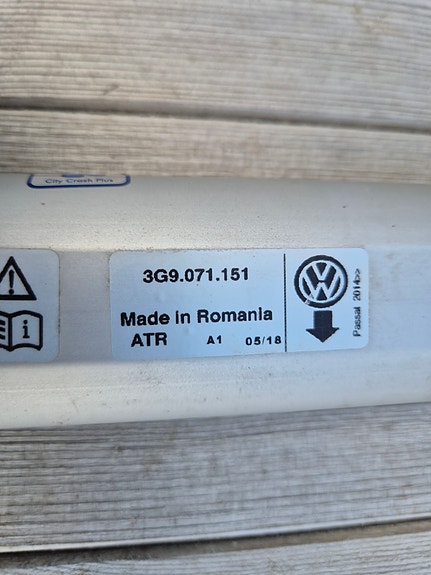 City Crash Plus
3G9.071.151
Made in Romania
ATR A1 05/18
Passat 2014>>